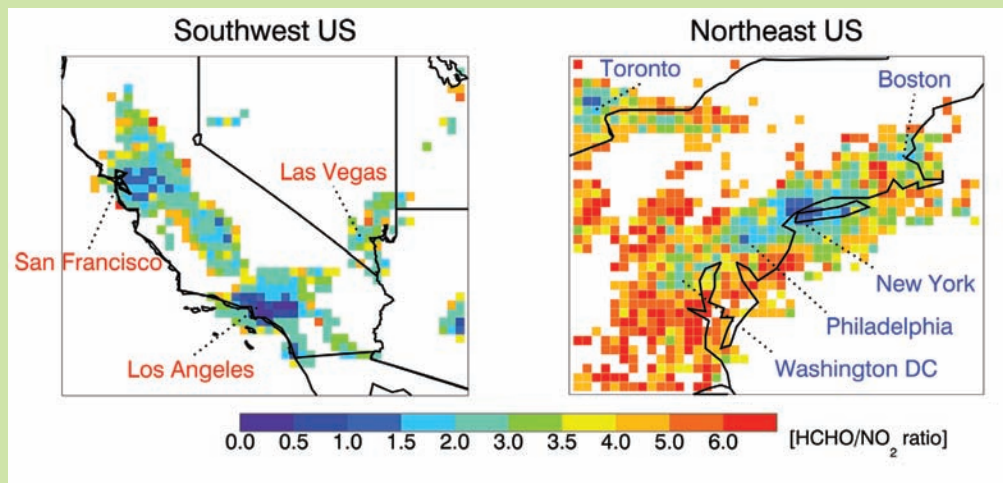 Southwest US
Northeast US
Toronto
Boston
Las Vegas
San Francisco
New York
Philadelphia
Los Angeles
Washington DC
0.0 0.5 1.0 1.5 2.0 3.0 3.5 4.0 5.0 6.0 [HCHO/NO₂ ratio]